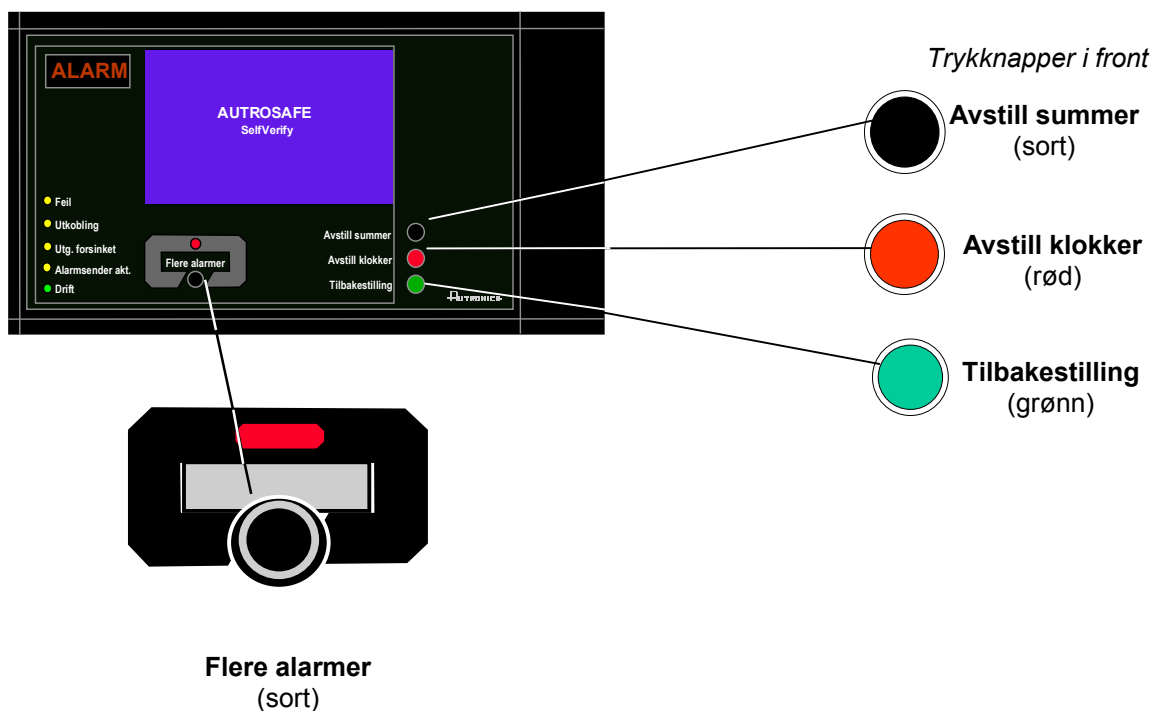 ALARM
AUTROSAFE
SelfVerify
Feil
Utkobling
Utg. forsinket
Alarmsender akt.
Drift
Flere alarmer
Avstill summer
Avstill klokker
Tilbakestilling
AUTRONICA
Trykknapper i front
Avstill summer
(sort)
Avstill klokker
(rød)
Tilbakestilling
(grønn)
Flere alarmer
(sort)